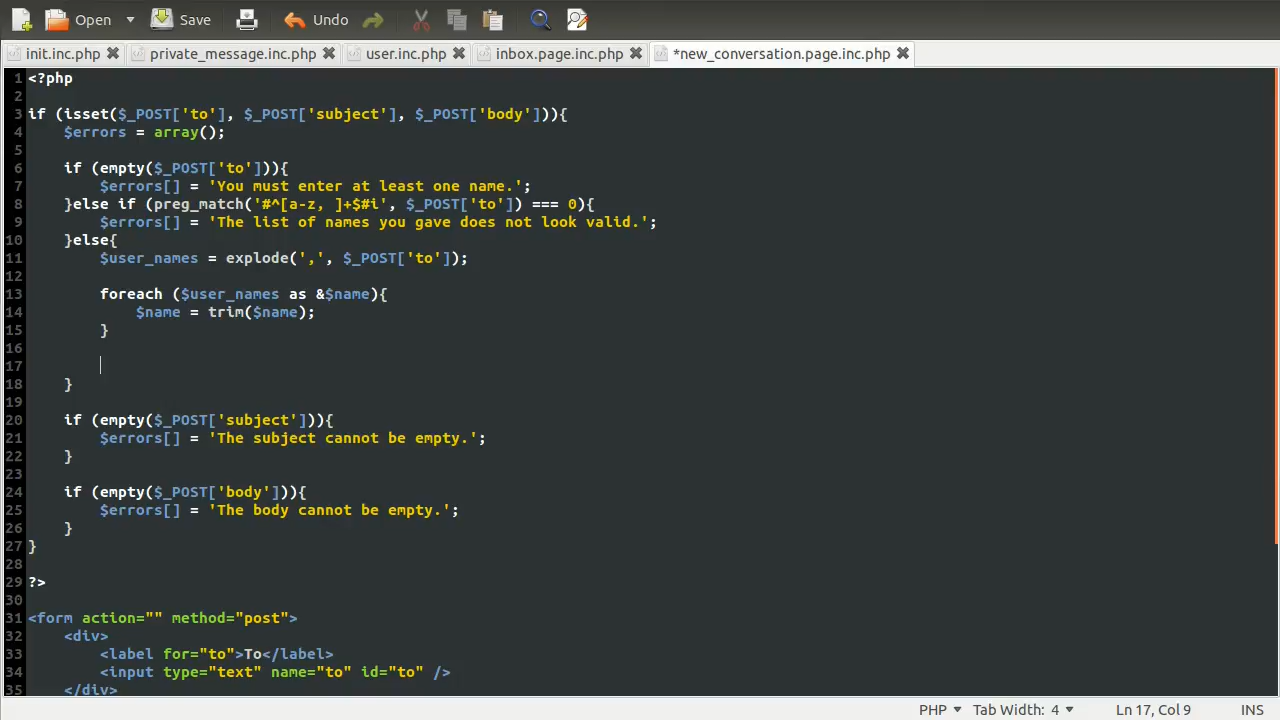 Open Save Undo
init.inc.php private_message.inc.php user.inc.php inbox.page.inc.php *new_conversation.page.inc.php
1 <?php
2
3 if (isset($_POST['to'], $_POST['subject'], $_POST['body'])){
4     $errors = array();
5
6     if (empty($_POST['to'])){
7         $errors[] = 'You must enter at least one name.';
8     }else if (preg_match('#^[a-z, ]+$#i', $_POST['to']) === 0){
9         $errors[] = 'The list of names you gave does not look valid.';
10     }else{
11         $user_names = explode(',', $_POST['to']);
12
13         foreach ($user_names as &$name){
14             $name = trim($name);
15         }
16
17
18     }
19
20     if (empty($_POST['subject'])){
21         $errors[] = 'The subject cannot be empty.';
22     }
23
24     if (empty($_POST['body'])){
25         $errors[] = 'The body cannot be empty.';
26     }
27 }
28
29 ?>
30
31 <form action="" method="post">
32     <div>
33         <label for="to">To</label>
34         <input type="text" name="to" id="to" />
35     </div>
PHP Tab Width: 4 Ln 17, Col 9 INS